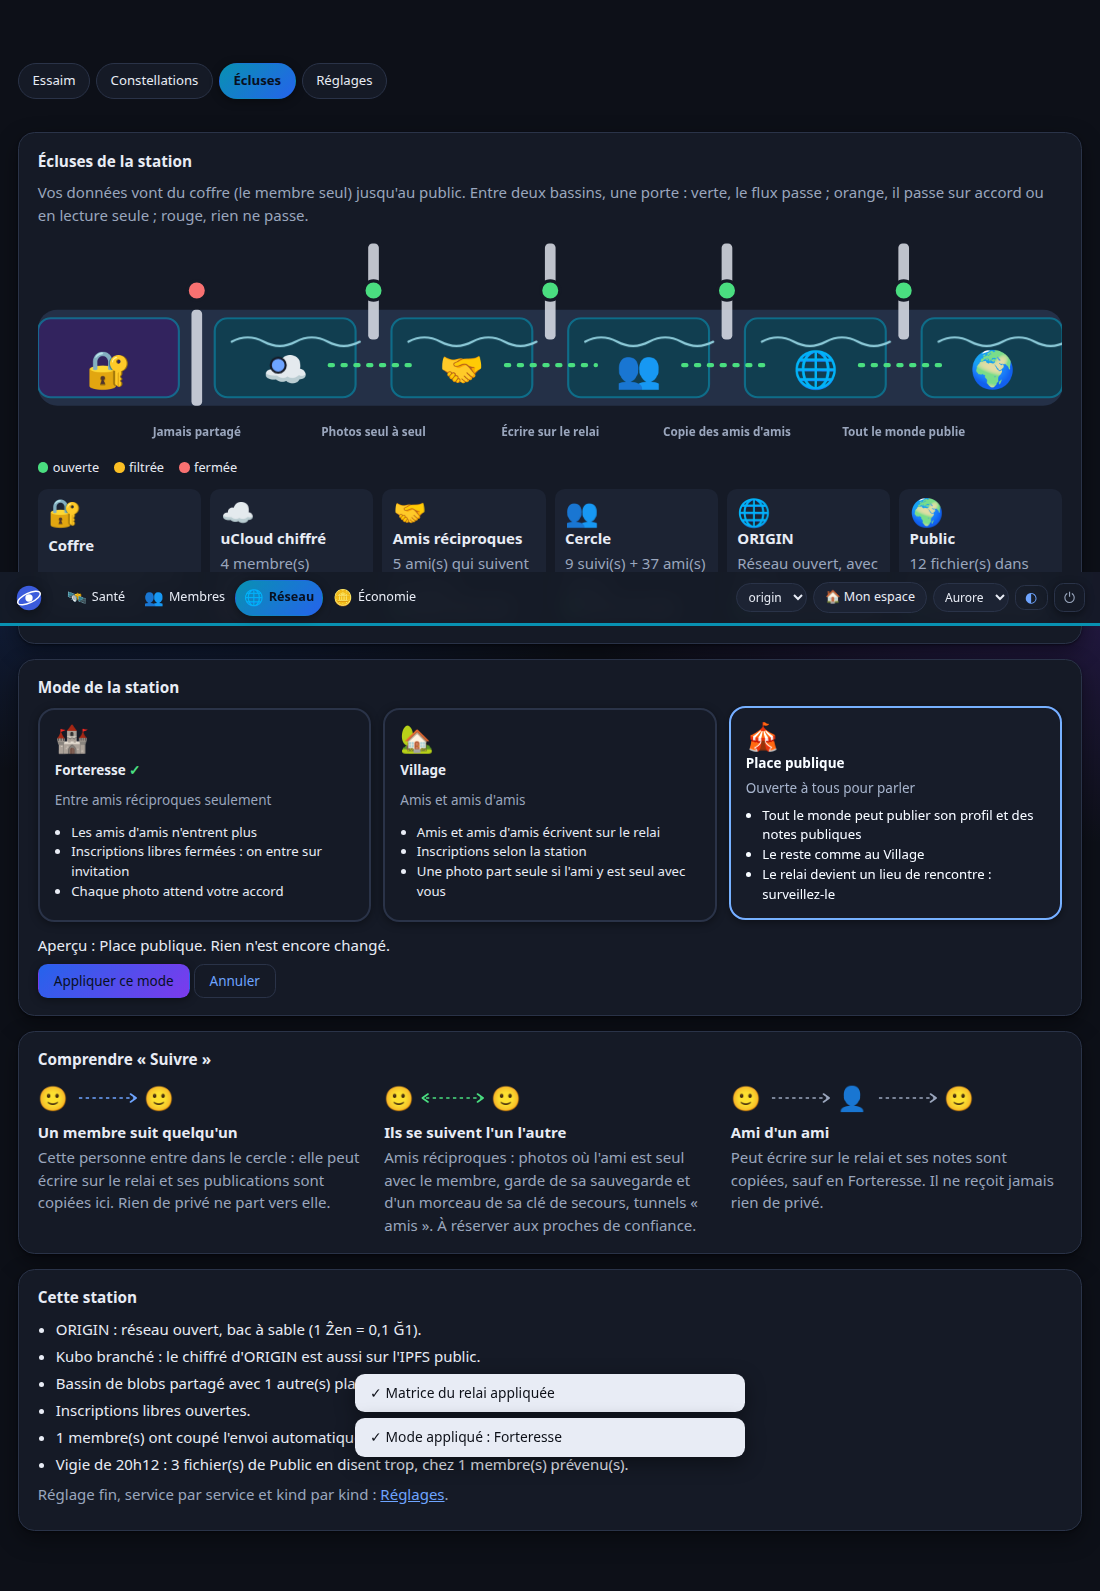 Essaim
Constellations
Écluses
Réglages
Écluses de la station
Vos données vont du coffre (le membre seul) jusqu'au public. Entre deux bassins, une porte : verte, le flux passe ; orange, il passe sur accord ou
en lecture seule ; rouge, rien ne passe.
Jamais partagé
Photos seul à seul
Écrire sur le relai
Copie des amis d'amis
Tout le monde publie
ouverte
filtrée
fermée
Coffre
uCloud chiffré
4 membre(s)
Amis réciproques
5 ami(s) qui suivent
Cercle
9 suivi(s) + 37 ami(s)
ORIGIN
Réseau ouvert, avec
Public
12 fichier(s) dans
Santé
Membres
Réseau
Économie
origin
Mon espace
Aurore
Mode de la station
Forteresse ✓
Entre amis réciproques seulement
• Les amis d'amis n'entrent plus
• Inscriptions libres fermées : on entre sur
invitation
• Chaque photo attend votre accord
Village
Amis et amis d'amis
• Amis et amis d'amis écrivent sur le relai
• Inscriptions selon la station
• Une photo part seule si l'ami y est seul avec
vous
Place publique
Ouverte à tous pour parler
• Tout le monde peut publier son profil et des
notes publiques
• Le reste comme au Village
• Le relai devient un lieu de rencontre :
surveillez-le
Aperçu : Place publique. Rien n'est encore changé.
Appliquer ce mode
Annuler
Comprendre « Suivre »
Un membre suit quelqu'un
Cette personne entre dans le cercle : elle peut
écrire sur le relai et ses publications sont
copiées ici. Rien de privé ne part vers elle.
Ils se suivent l'un l'autre
Amis réciproques : photos où l'ami est seul
avec le membre, garde de sa sauvegarde et
d'un morceau de sa clé de secours, tunnels «
amis ». À réserver aux proches de confiance.
Ami d'un ami
Peut écrire sur le relai et ses notes sont
copiées, sauf en Forteresse. Il ne reçoit jamais
rien de privé.
Cette station
• ORIGIN : réseau ouvert, bac à sable (1 Ẑen = 0,1 Ğ1).
• Kubo branché : le chiffré d'ORIGIN est aussi sur l'IPFS public.
• Bassin de blobs partagé avec 1 autre(s) pla
• Inscriptions libres ouvertes.
• 1 membre(s) ont coupé l'envoi automatiqu
• Vigie de 20h12 : 3 fichier(s) de Public en disent trop, chez 1 membre(s) prévenu(s).
✓ Matrice du relai appliquée
✓ Mode appliqué : Forteresse
Réglage fin, service par service et kind par kind : Réglages.